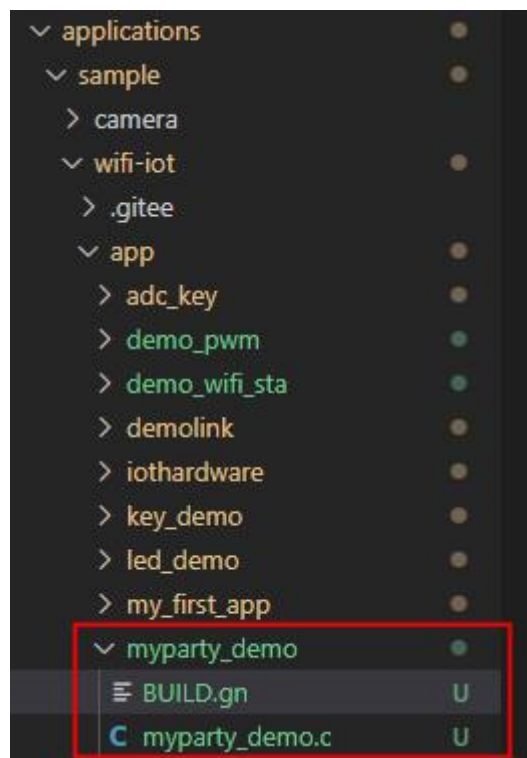 applications
sample
camera
wifi-iot
.gitee
app
adc_key
demo_pwm
demo_wifi_sta
demolink
iothardware
key_demo
led_demo
my_first_app
myparty_demo
BUILD.gn U
C myparty_demo.c U